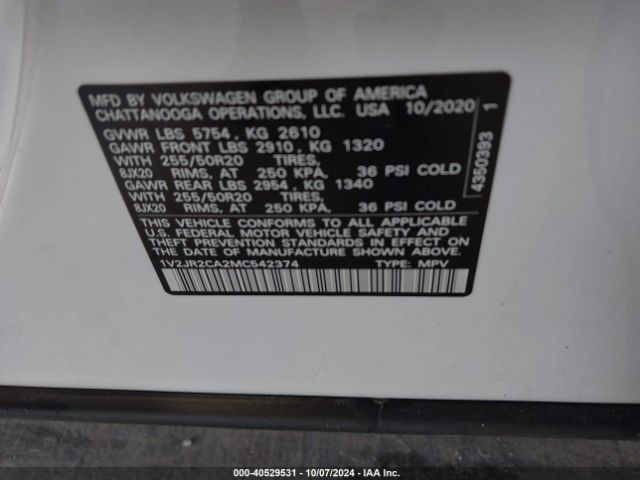 MFD BY VOLKSWAGEN GROUP OF AMERICA
CHATTANOOGA OPERATIONS, LLC. USA 10/2020
GVWR LBS 5754, KG 2610
GAWR FRONT LBS 2910, KG 1320
WITH 255/50R20 TIRES,
8JX20 RIMS, AT 250 KPA, 36 PSI COLD
GAWR REAR LBS 2954, KG 1340
WITH 255/50R20 TIRES,
8JX20 RIMS, AT 250 KPA, 36 PSI COLD
THIS VEHICLE CONFORMS TO ALL APPLICABLE
U.S. FEDERAL MOTOR VEHICLE SAFETY AND
THEFT PREVENTION STANDARDS IN EFFECT ON
THE DATE OF MANUFACTURE SHOWN ABOVE
1V2JR2CA2MC542374 TYPE: MPV
4350393 1
000-40529531 - 10/07/2024 - IAA Inc.